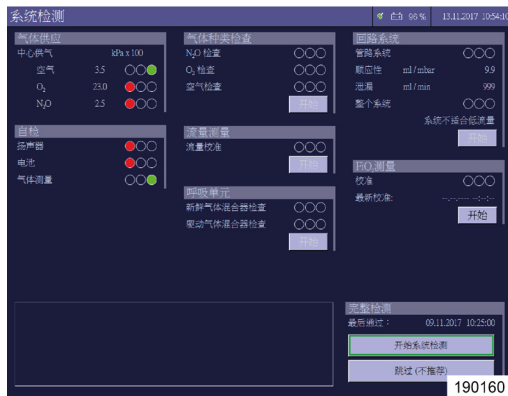 系统检测
96 %
13.11.2017 10:54:1
气体供应
中心供气 kPa x 100
空气 3.5
O₂ 23.0
N₂O 2.5
自检
扬声器
电池
气体测量
气体种类检查
N₂O 检查
O₂ 检查
空气检查
开始
流量测量
流量校准
开始
呼吸单元
新鲜气体混合器检查
驱动气体混合器检查
开始
回路系统
管路系统
顺应性 ml / mbar 9.9
泄漏 ml / min 999
整个系统
系统不适合低流量
开始
FiO₂测量
校准
最新校准: --.--.---- --:--:--
开始
完整检测
最后通过： 09.11.2017 10:25:00
开始系统检测
跳过 (不推荐)
190160